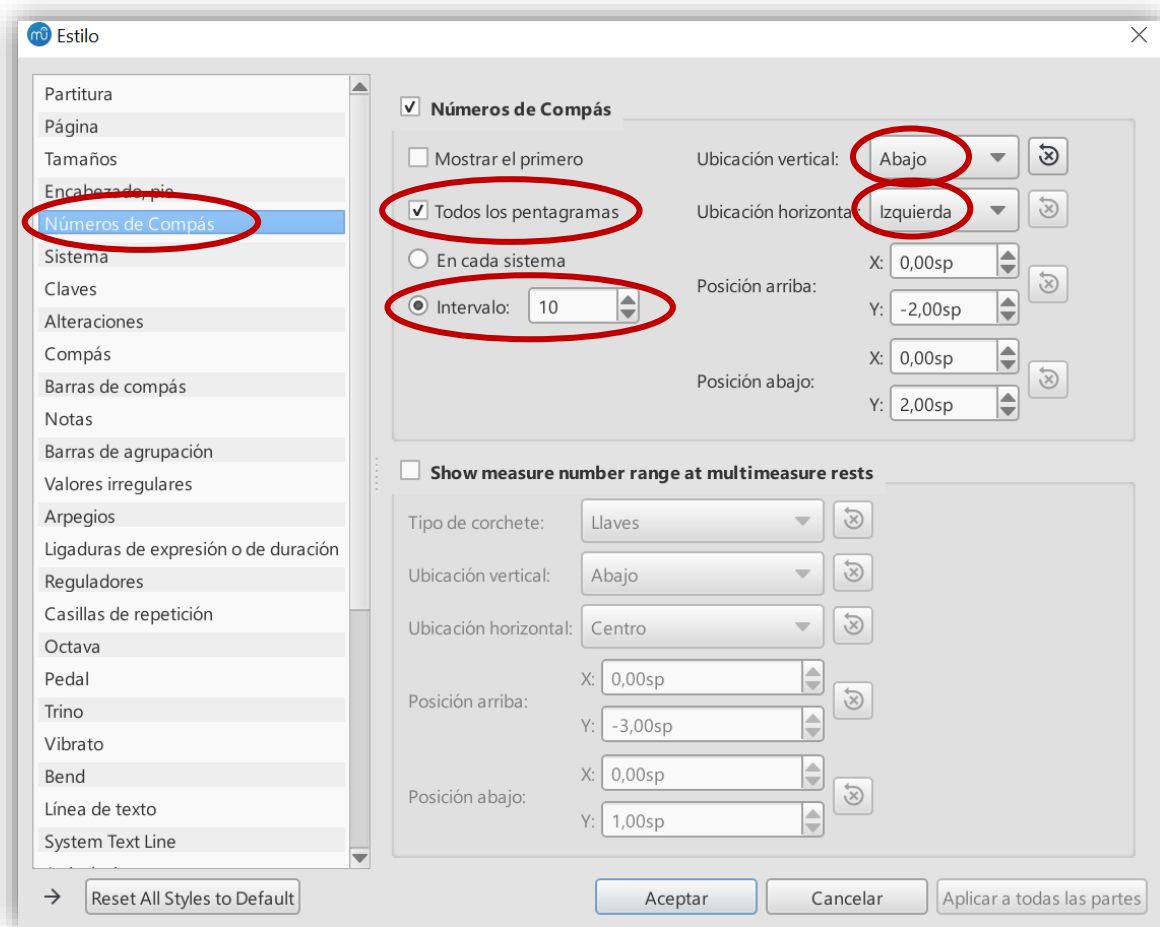 Estilo
Partitura
Página
Tamaños
Encabezado, pie
Números de Compás
Sistema
Claves
Alteraciones
Compás
Barras de compás
Notas
Barras de agrupación
Valores irregulares
Arpegios
Ligaduras de expresión o de duración
Reguladores
Casillas de repetición
Octava
Pedal
Trino
Vibrato
Bend
Línea de texto
System Text Line
Números de Compás
Mostrar el primero
Todos los pentagramas
En cada sistema
Intervalo: 10
Ubicación vertical: Abajo
Ubicación horizontal: Izquierda
Posición arriba:
X: 0,00sp
Y: -2,00sp
Posición abajo:
X: 0,00sp
Y: 2,00sp
Show measure number range at multimeasure rests
Tipo de corchete: Llaves
Ubicación vertical: Abajo
Ubicación horizontal: Centro
Posición arriba:
X: 0,00sp
Y: -3,00sp
Posición abajo:
X: 0,00sp
Y: 1,00sp
Reset All Styles to Default
Aceptar
Cancelar
Aplicar a todas las partes